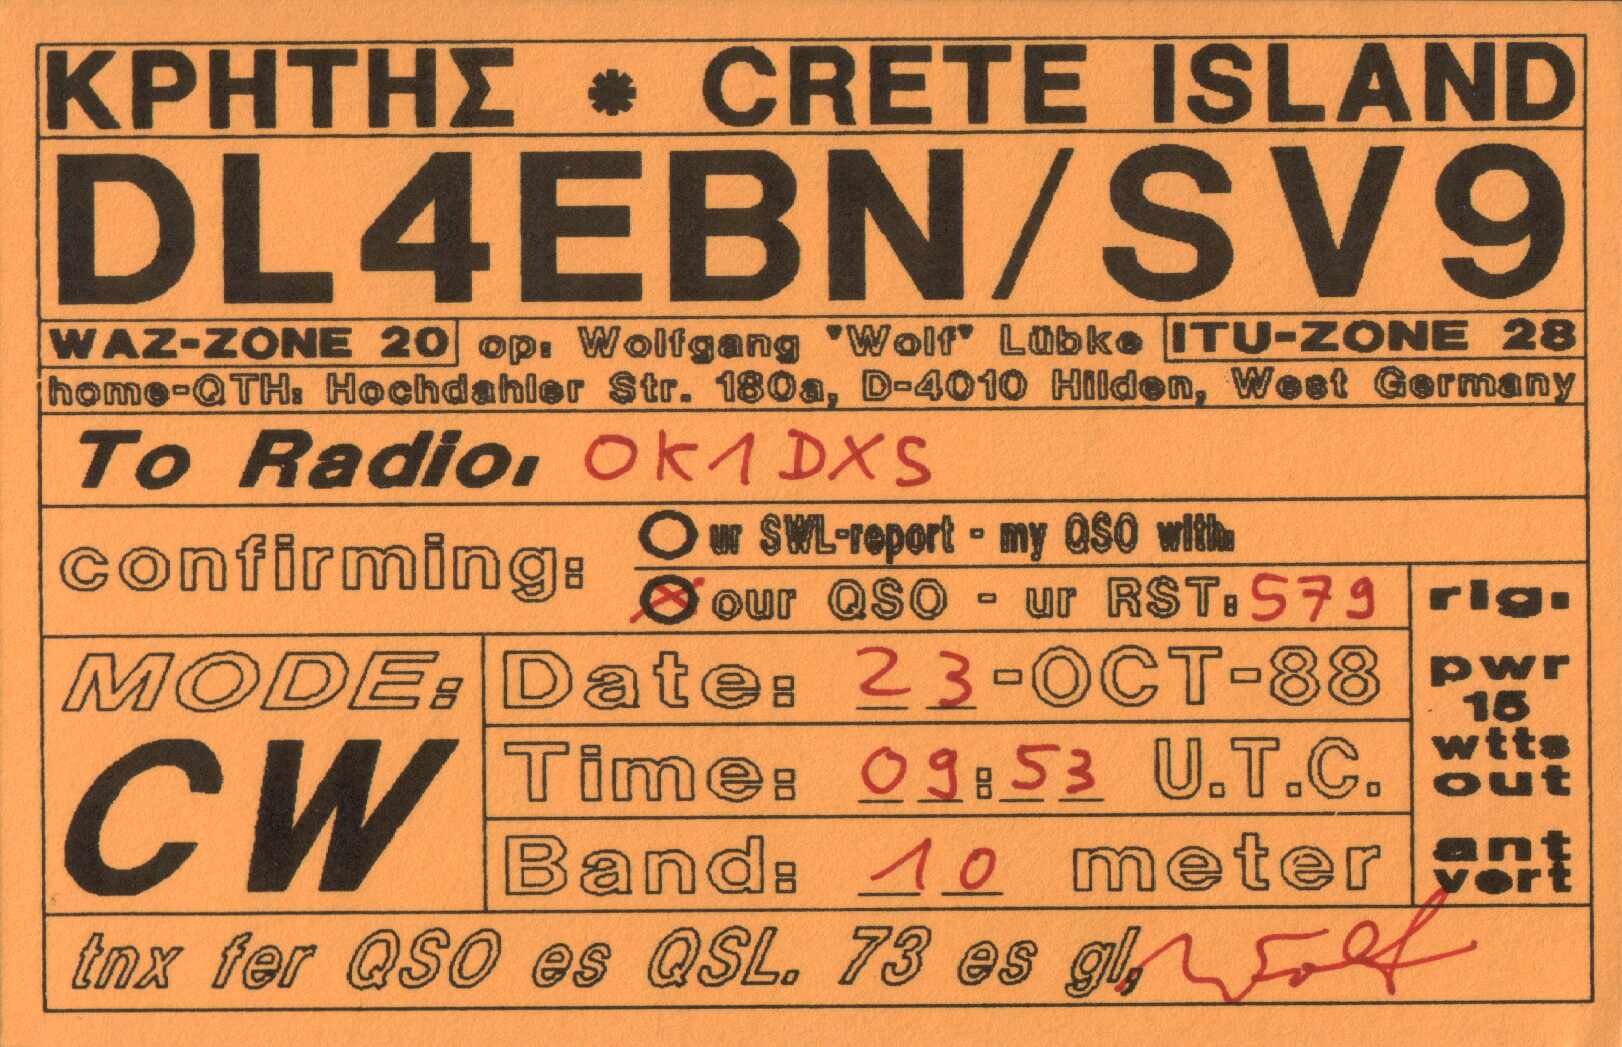 ΚΡΗΤΗΣ * CRETE ISLAND
DL4EBN/SV9
WAZ-ZONE 20 op: Wolfgang "Wolf" Lübke ITU-ZONE 28
home-QTH: Hochdahler Str. 180a, D-4010 Hilden, West Germany
To Radio: OK1DXS
confirming:
ur SWL-report - my QSO with:
our QSO - ur RST: 579
MODE:
CW
Date: 23-OCT-88
Time: 09:53 U.T.C.
Band: 10 meter
rig.
pwr
15
wtts
out
ant
vert
tnx fer QSO es QSL. 73 es gl, Wolf